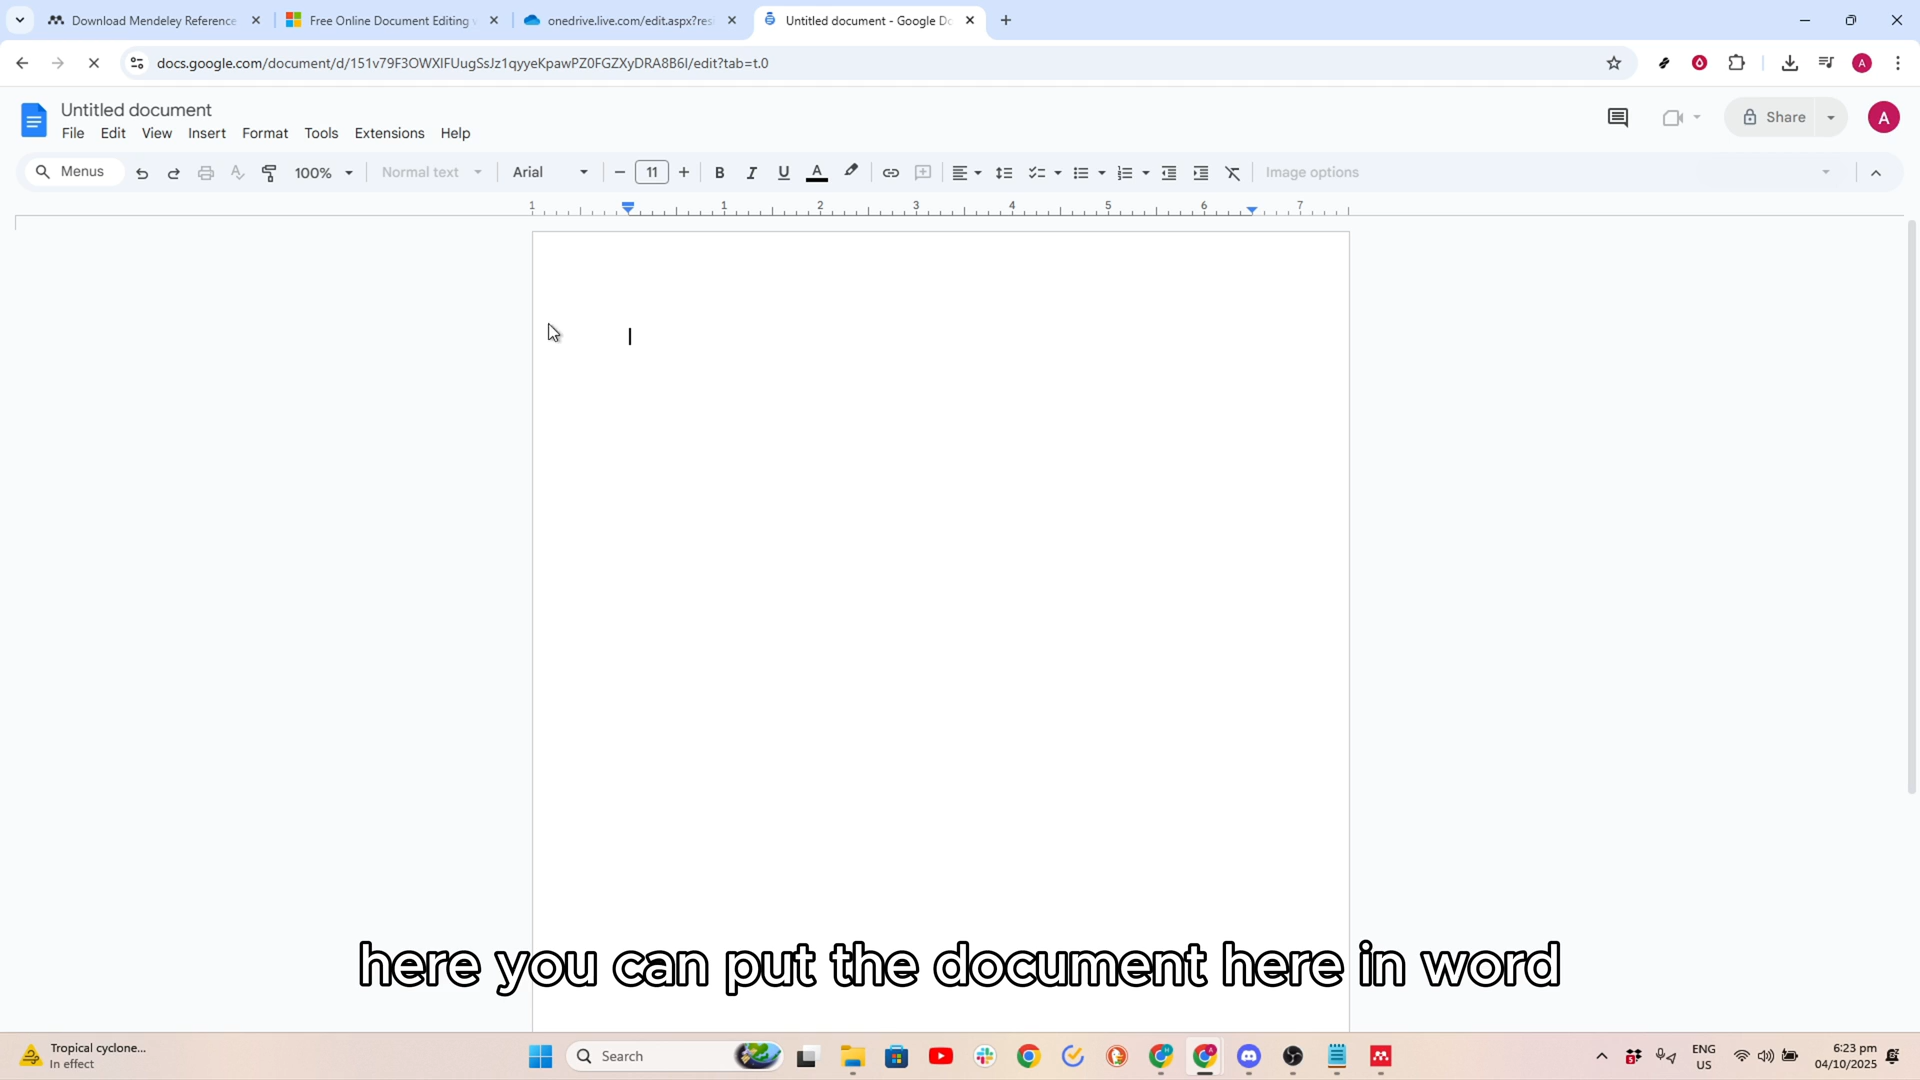 Download Mendeley Reference
Free Online Document Editing
onedrive.live.com/edit.aspx?res
Untitled document - Google Do
docs.google.com/document/d/151v79F3OWXIFUugSsJz1qyyeKpawPZ0FGZXyDRA8B6I/edit?tab=t.0
A
Untitled document
File Edit View Insert Format Tools Extensions Help
Share
A
Menus
100%
Normal text
Arial
11
B
I
U
A
Image options
1 1 2 3 4 5 6 7
here you can put the document here in word
Tropical cyclone...
In effect
Search
ENG
US
6:23 pm
04/10/2025